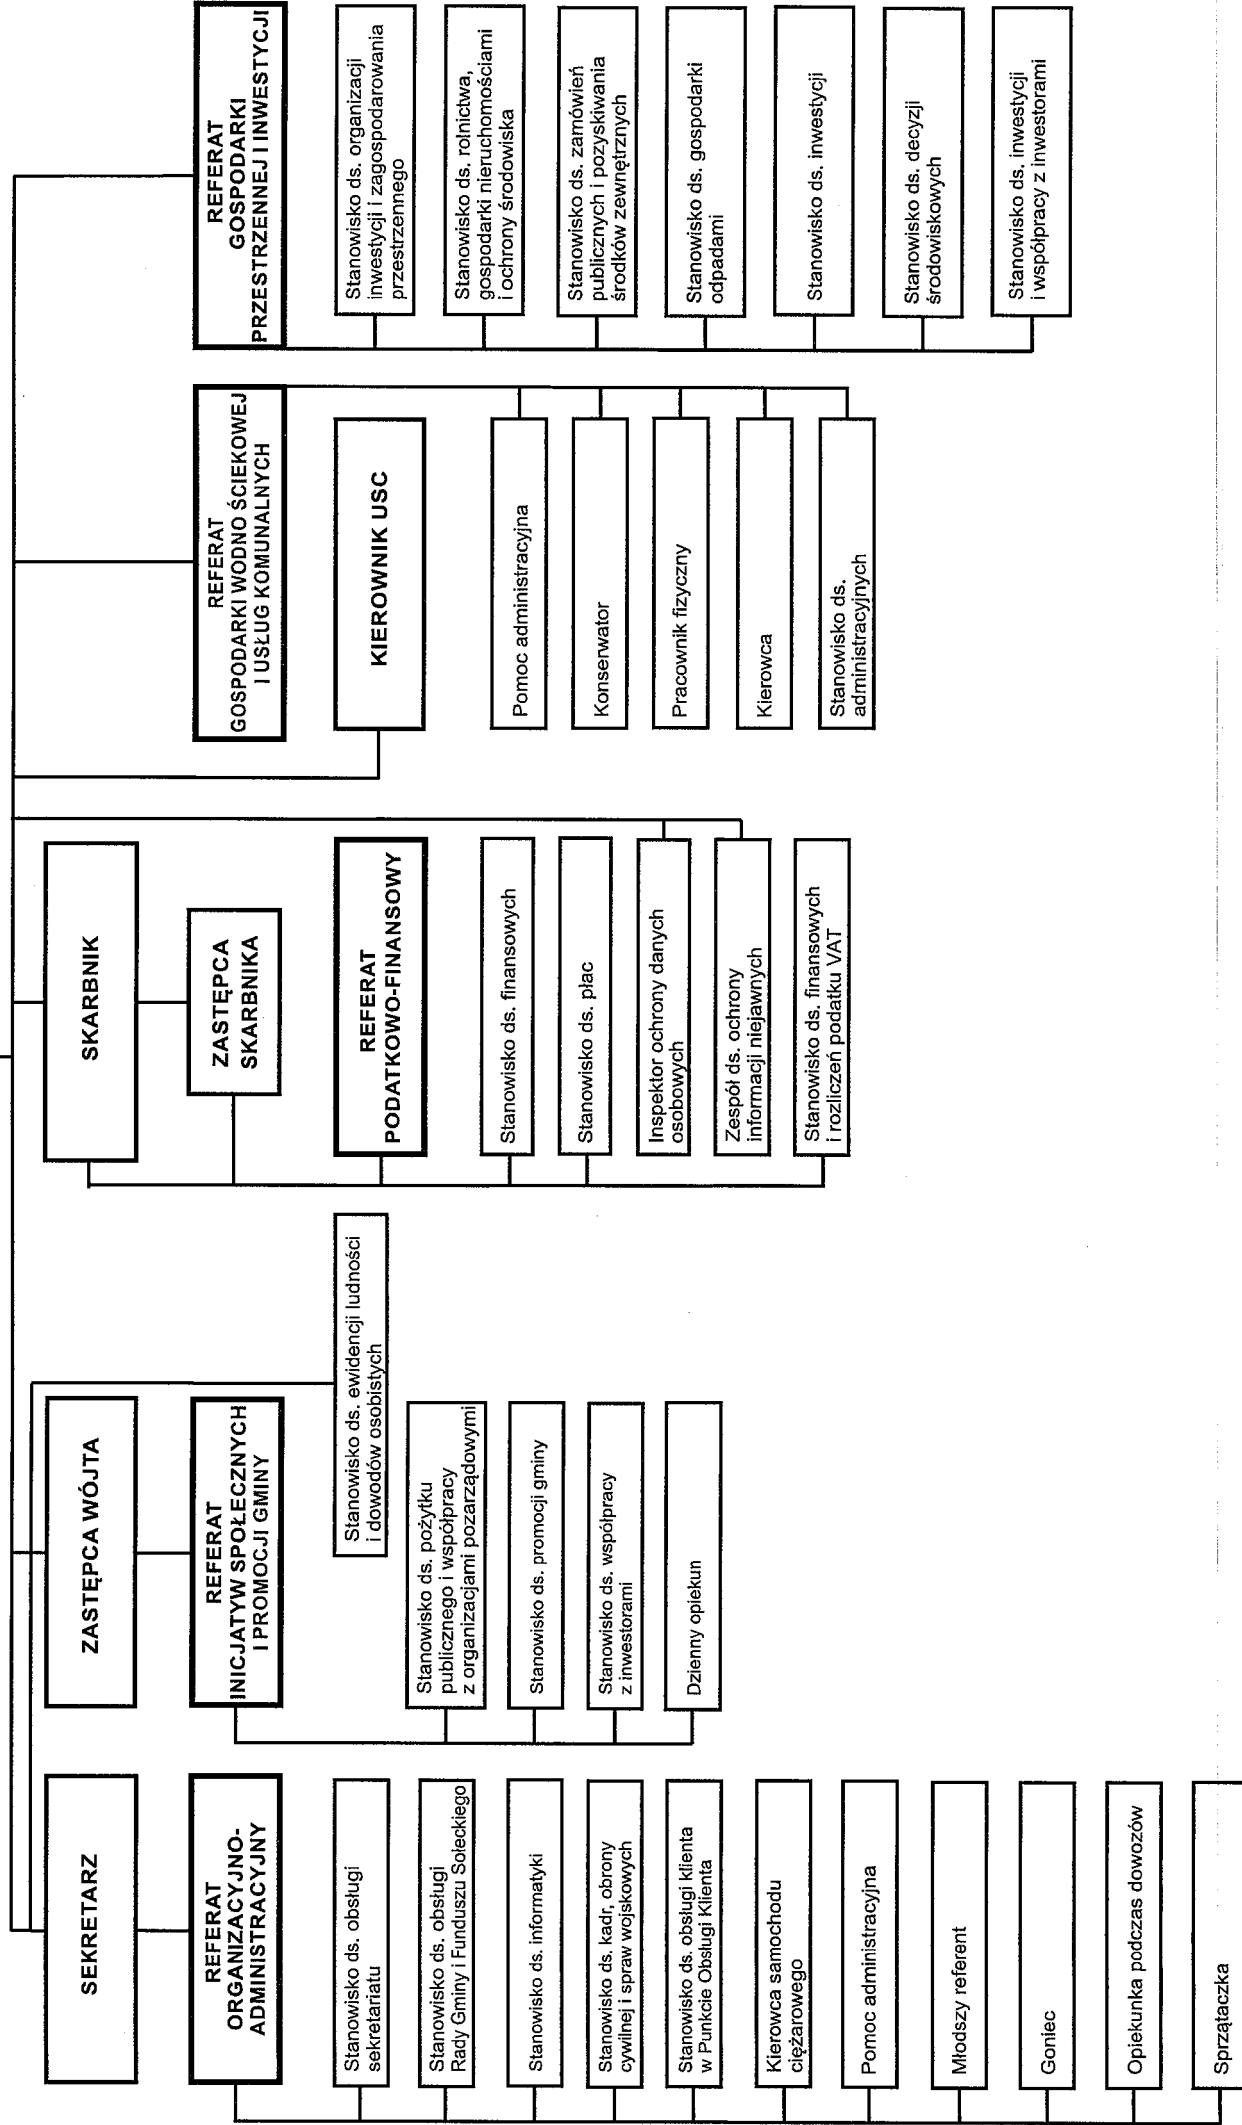 SEKRETARZ
REFERAT
ORGANIZACYJNO-
ADMINISTRACYJNY
Stanowisko ds. obsługi
sekretariatu
Stanowisko ds. obsługi
Rady Gminy i Funduszu Sołeckiego
Stanowisko ds. informatyki
Stanowisko ds. kadr, obrony
cywilnej i spraw wojskowych
Stanowisko ds. obsługi klienta
w Punkcie Obsługi Klienta
Kierowca samochodu
ciężarowego
Pomoc administracyjna
Młodszy referent
Goniec
Opiekunka podczas dowozów
Sprzątaczka
ZASTĘPCA WÓJTA
REFERAT
INICJATYW SPOŁECZNYCH
I PROMOCJI GMINY
Stanowisko ds. ewidencji ludności
i dowodów osobistych
Stanowisko ds. pożytku
publicznego i współpracy
z organizacjami pozarządowymi
Stanowisko ds. promocji gminy
Stanowisko ds. współpracy
z inwestorami
Dzienny opiekun
SKARBNIK
ZASTĘPCA
SKARBNIKA
REFERAT
PODATKOWO-FINANSOWY
Stanowisko ds. finansowych
Stanowisko ds. płac
Inspektor ochrony danych
osobowych
Zespół ds. ochrony
informacji niejawnych
Stanowisko ds. finansowych
i rozliczeń podatku VAT
REFERAT
GOSPODARKI WODNO ŚCIEKOWEJ
I USŁUG KOMUNALNYCH
KIEROWNIK USC
Pomoc administracyjna
Konserwator
Pracownik fizyczny
Kierowca
Stanowisko ds.
administracyjnych
REFERAT
GOSPODARKI
PRZESTRZENNEJ I INWESTYCJI
Stanowisko ds. organizacji
inwestycji i zagospodarowania
przestrzennego
Stanowisko ds. rolnictwa,
gospodarki nieruchomościami
i ochrony środowiska
Stanowisko ds. zamówień
publicznych i pozyskiwania
środków zewnętrznych
Stanowisko ds. gospodarki
odpadami
Stanowisko ds. inwestycji
Stanowisko ds. decyzji
środowiskowych
Stanowisko ds. inwestycji
i współpracy z inwestorami